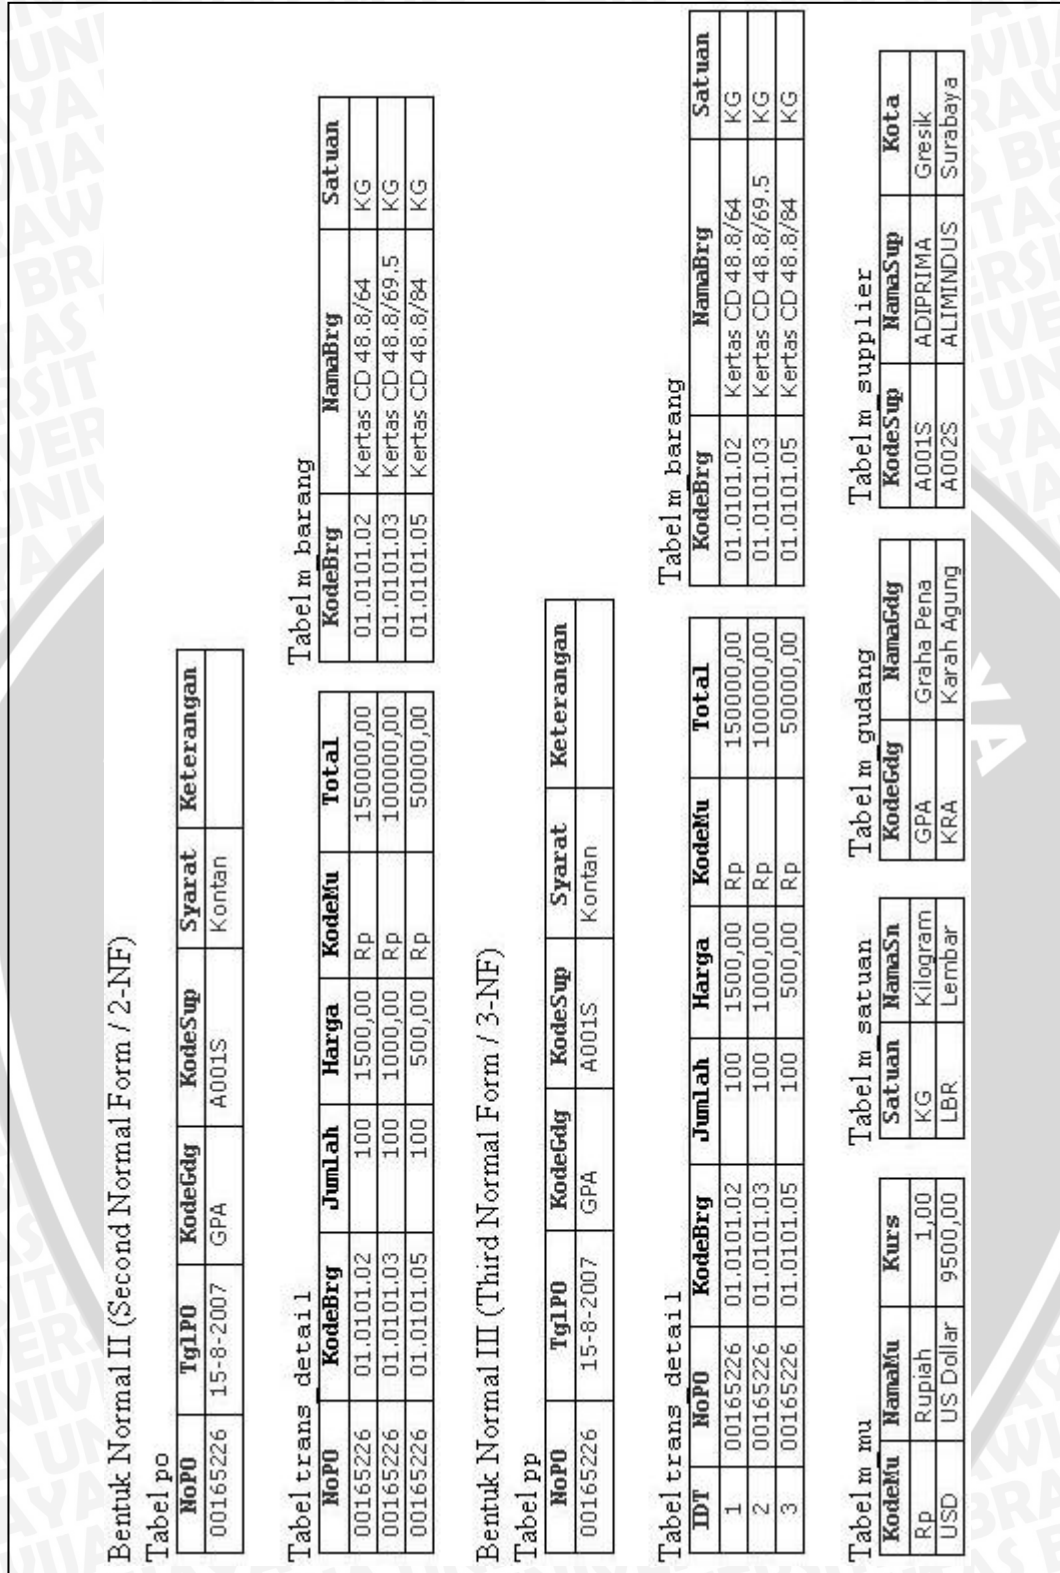 Bentuk Normal II (Second Normal Form / 2-NF)
Tabel po
NoPO TglPO KodeGdg KodeSup Syarat Keterangan
00165226 15-8-2007 GPA A001S Kontan
Tabel trans_detail
NoPO KodeBrg Jumlah Harga KodeMu Total
00165226 01.0101.02 100 1500,00 Rp 150000,00
00165226 01.0101.03 100 1000,00 Rp 100000,00
00165226 01.0101.05 100 500,00 Rp 50000,00
Tabel m_barang
KodeBrg NamaBrg Satuan
01.0101.02 Kertas CD 48.8/64 KG
01.0101.03 Kertas CD 48.8/69.5 KG
01.0101.05 Kertas CD 48.8/84 KG
Bentuk Normal III (Third Normal Form / 3-NF)
Tabel pp
NoPO TglPO KodeGdg KodeSup Syarat Keterangan
00165226 15-8-2007 GPA A001S Kontan
Tabel trans_detail
IDT NoPO KodeBrg Jumlah Harga KodeMu Total
1 00165226 01.0101.02 100 1500,00 Rp 150000,00
2 00165226 01.0101.03 100 1000,00 Rp 100000,00
3 00165226 01.0101.05 100 500,00 Rp 50000,00
Tabel m_barang
KodeBrg NamaBrg Satuan
01.0101.02 Kertas CD 48.8/64 KG
01.0101.03 Kertas CD 48.8/69.5 KG
01.0101.05 Kertas CD 48.8/84 KG
Tabel m_mu
KodeMu NamaMu Kurs
Rp Rupiah 1,00
USD US Dollar 9500,00
Tabel m_satuan
Satuan NamaSn
KG Kilogram
LBR Lembar
Tabel m_gudang
KodeGdg NamaGdg
GPA Graha Pena
KRA Karah Agung
Tabel m_supplier
KodeSup NamaSup Kota
A001S ADIPRIMA Gresik
A002S ALIMINDUS Surabaya